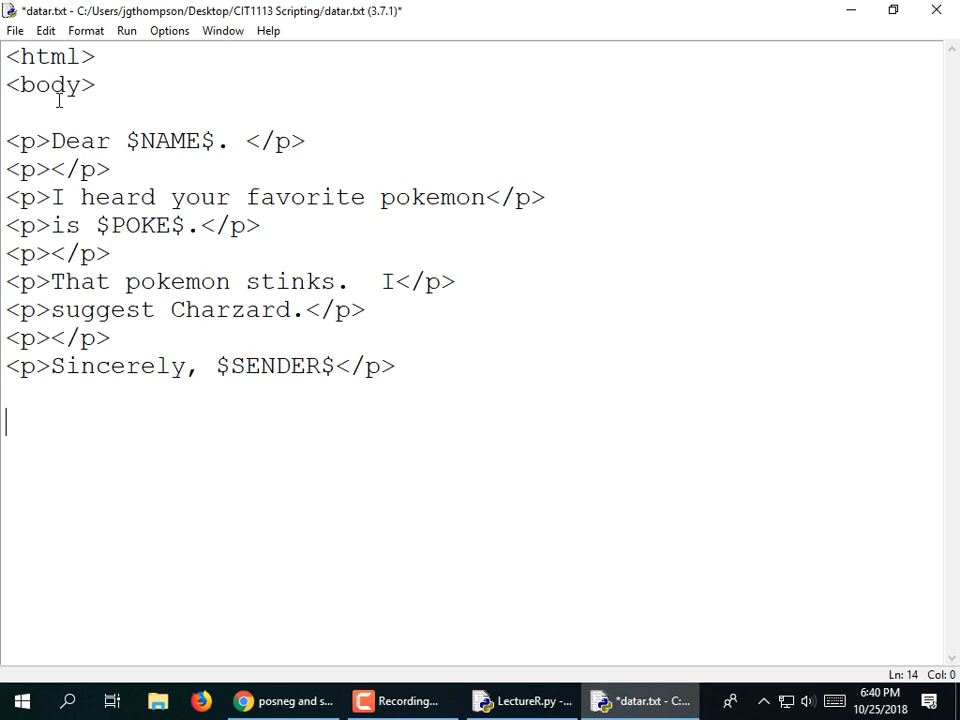 *datar.txt - C:/Users/jgthompson/Desktop/CIT1113 Scripting/datar.txt (3.7.1)*
File Edit Format Run Options Window Help
<html>
<body>
<p>Dear $NAME$. </p>
<p></p>
<p>I heard your favorite pokemon</p>
<p>is $POKE$.</p>
<p></p>
<p>That pokemon stinks.  I</p>
<p>suggest Charzard.</p>
<p></p>
<p>Sincerely, $SENDER$</p>
Ln: 14 Col: 0
posneg and s...
Recording...
LectureR.py -...
*datar.txt - C:...
6:40 PM
10/25/2018